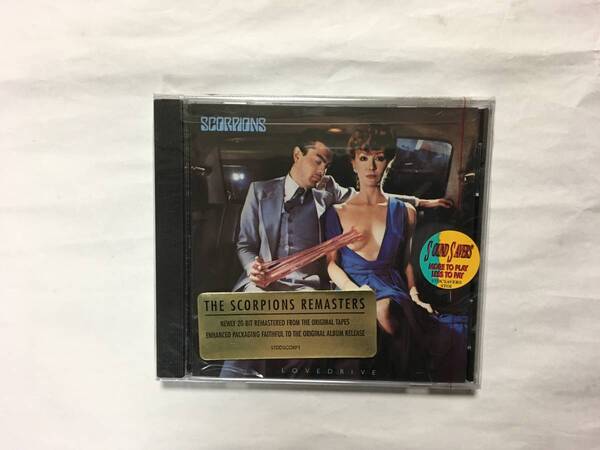 SCORPIONS
SOUND SAVERS
MORE TO PLAY
LESS TO PAY
THE SCORPIONS REMASTERS
NEWLY 20-BIT REMASTERED FROM THE ORIGINAL TAPES
ENHANCED PACKAGING FAITHFUL TO THE ORIGINAL ALBUM RELEASE
LOVEDRIVE